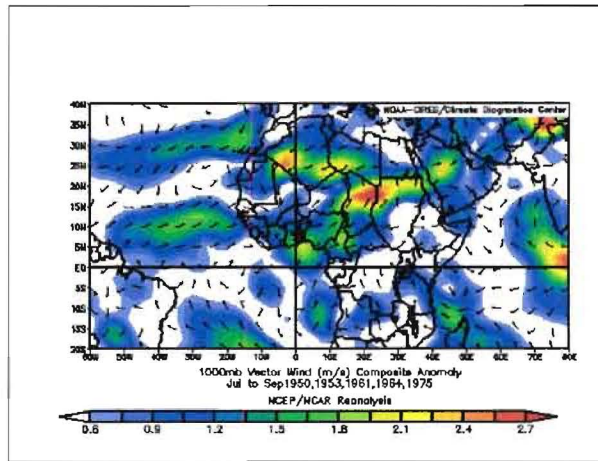 NOAA-CIRES/Climate Diagnostics Center
40N
35N
30N
25N
20N
15N
10N
5N
EQ
5S
10S
15S
20S
60W 50W 40W 30W 20W 10W 0 10E 20E 30E 40E 50E 60E 70E 80E
1000mb Vector Wind (m/s) Composite Anomaly
Jul to Sep1950,1953,1961,1964,1975
NCEP/NCAR Reanalysis
0.6 0.9 1.2 1.5 1.8 2.1 2.4 2.7